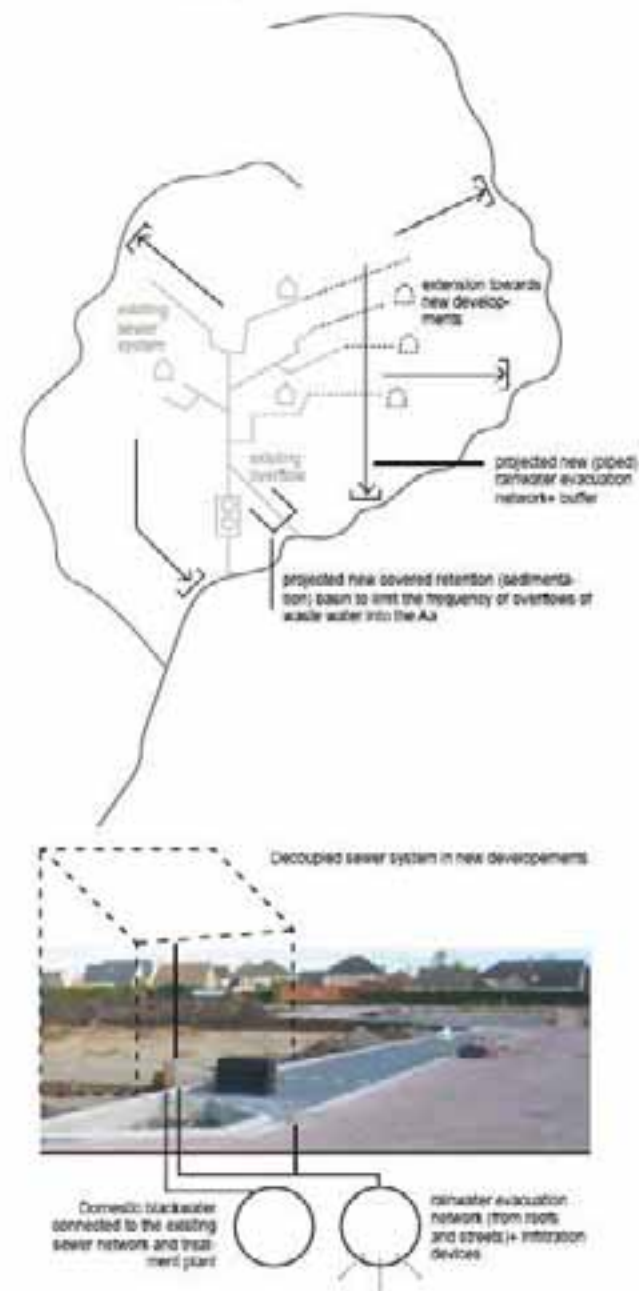 existing
sewer
system
extension towards
new develop-
ments
existing
overflow
projected new (piped)
rainwater evacuation
network+ buffer
projected new covered retention (sedimenta-
tion) basin to limit the frequency of overflows of
waste water into the Aa
Decoupled sewer system in new developements
Domestic blackwater
connected to the existing
sewer network and treat-
ment plant
rainwater evacuation
network (from roofs
and streets)+ infiltration
devices